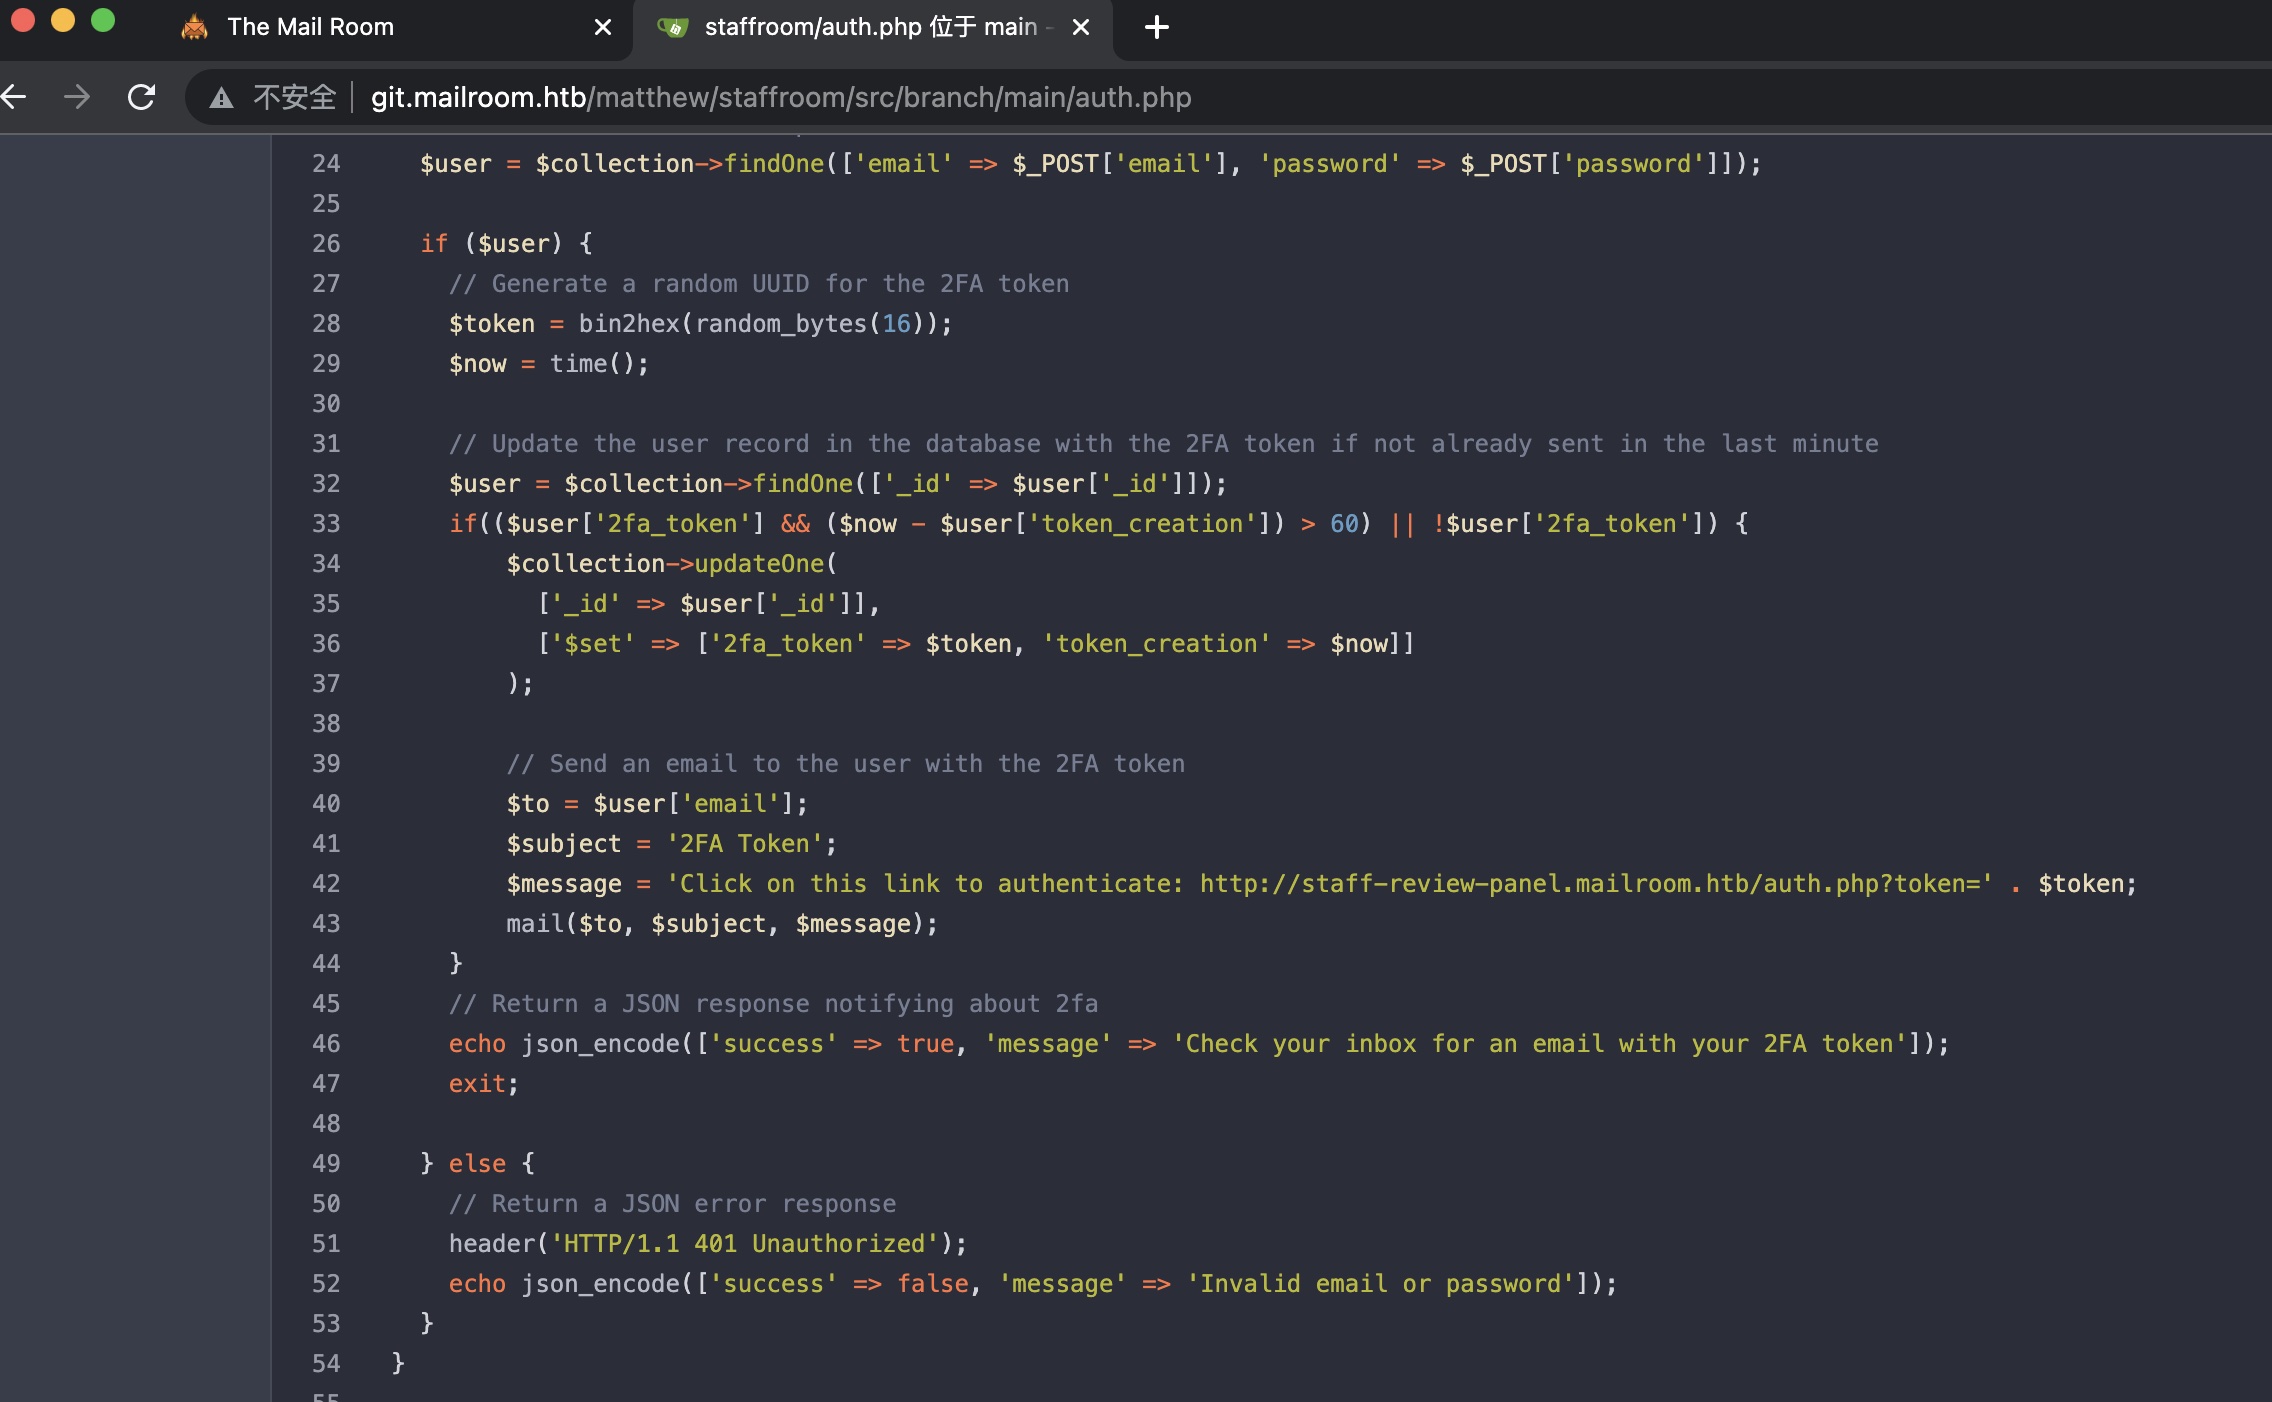 The Mail Room
staffroom/auth.php 位于 main -
不安全 git.mailroom.htb/matthew/staffroom/src/branch/main/auth.php
24 $user = $collection->findOne(['email' => $_POST['email'], 'password' => $_POST['password']]);
25
26 if ($user) {
27 // Generate a random UUID for the 2FA token
28 $token = bin2hex(random_bytes(16));
29 $now = time();
30
31 // Update the user record in the database with the 2FA token if not already sent in the last minute
32 $user = $collection->findOne(['_id' => $user['_id']]);
33 if(($user['2fa_token'] && ($now - $user['token_creation']) > 60) || !$user['2fa_token']) {
34 $collection->updateOne(
35 ['_id' => $user['_id']],
36 ['$set' => ['2fa_token' => $token, 'token_creation' => $now]]
37 );
38
39 // Send an email to the user with the 2FA token
40 $to = $user['email'];
41 $subject = '2FA Token';
42 $message = 'Click on this link to authenticate: http://staff-review-panel.mailroom.htb/auth.php?token=' . $token;
43 mail($to, $subject, $message);
44 }
45 // Return a JSON response notifying about 2fa
46 echo json_encode(['success' => true, 'message' => 'Check your inbox for an email with your 2FA token']);
47 exit;
48
49 } else {
50 // Return a JSON error response
51 header('HTTP/1.1 401 Unauthorized');
52 echo json_encode(['success' => false, 'message' => 'Invalid email or password']);
53 }
54 }
55